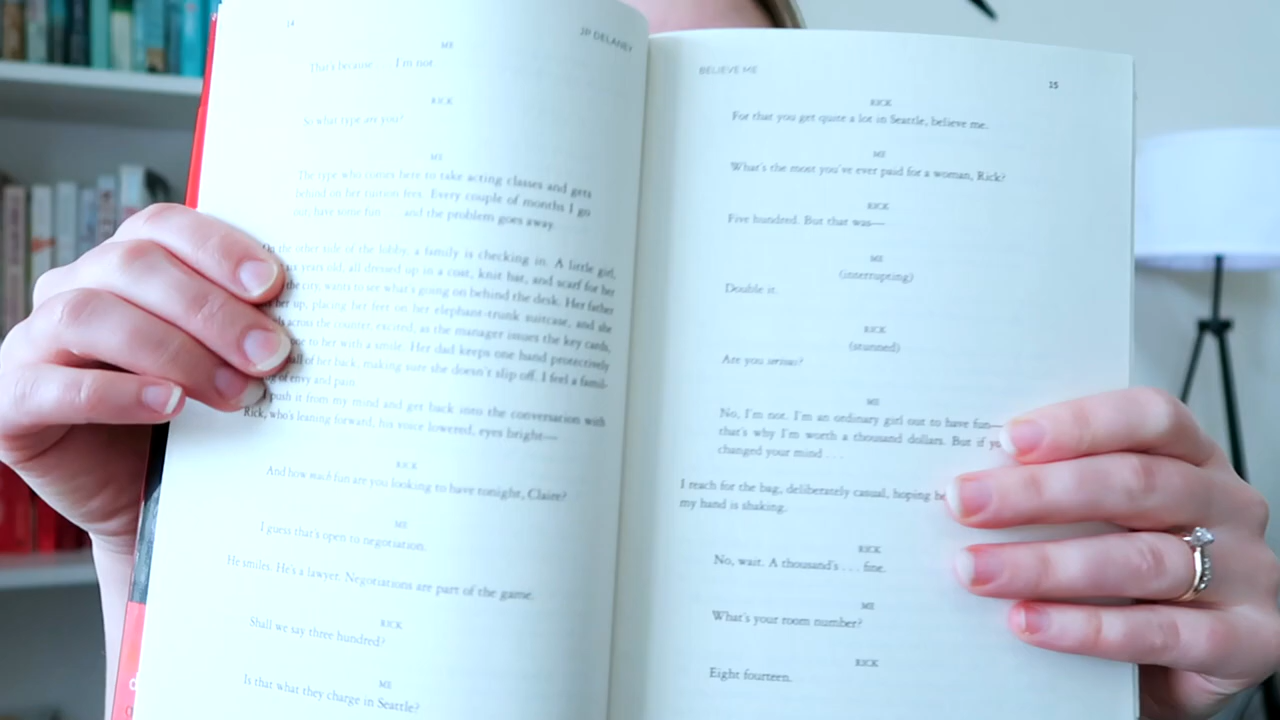 14
JP DELANEY
ME
That's because . . . I'm not.
RICK
So what type are you?
ME
The type who comes here to take acting classes and gets
behind on her tuition fees. Every couple of months I go
out, have some fun . . . and the problem goes away.
On the other side of the lobby, a family is checking in. A little girl,
six years old, all dressed up in a coat, knit hat, and scarf for her
the city, wants to see what's going on behind the desk. Her father
her up, placing her feet on her elephant-trunk suitcase, and she
across the counter, excited, as the manager issues the key cards,
one to her with a smile. Her dad keeps one hand protectively
of her back, making sure she doesn't slip off. I feel a famil-
of envy and pain.
push it from my mind and get back into the conversation with
Rick, who's leaning forward, his voice lowered, eyes bright—
RICK
And how much fun are you looking to have tonight, Claire?
ME
I guess that's open to negotiation.
He smiles. He's a lawyer. Negotiations are part of the game.
RICK
Shall we say three hundred?
ME
Is that what they charge in Seattle?
BELIEVE ME
15
RICK
For that you get quite a lot in Seattle, believe me.
ME
What's the most you've ever paid for a woman, Rick?
RICK
Five hundred. But that was—
ME
(interrupting)
Double it.
RICK
(stunned)
Are you serious?
ME
No, I'm not. I'm an ordinary girl out to have fun—
that's why I'm worth a thousand dollars. But if
changed your mind . . .
I reach for the bag, deliberately casual, hoping
my hand is shaking.
RICK
No, wait. A thousand's . . . fine.
ME
What's your room number?
RICK
Eight fourteen.